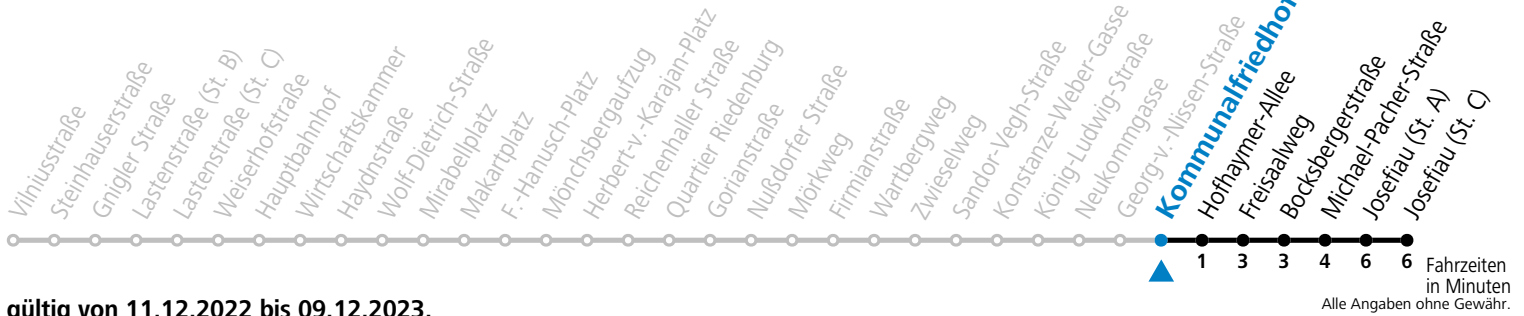 Vilniusstraße
Steinhauserstraße
Gnigler Straße
Lastenstraße (St. B)
Lastenstraße (St. C)
Weiserhofstraße
Hauptbahnhof
Wirtschaftskammer
Haydnstraße
Wolf-Dietrich-Straße
Mirabellplatz
Makartplatz
F.-Hanusch-Platz
Mönchsbergaufzug
Herbert-v. Karajan-Platz
Reichenhaller Straße
Quartier Riedenburg
Gorianstraße
Nußdorfer Straße
Mörkweg
Firmianstraße
Wartbergweg
Zwieselweg
Sandor-Vegh-Straße
Konstanze-Weber-Gasse
König-Ludwig-Straße
Neukommgasse
Georg-v.-Nissen-Straße
Kommunalfriedhof
Hofhaymer-Allee
Freisaalweg
Bocksbergerstraße
Michael-Pacher-Straße
Josefiau (St. A)
Josefiau (St. C)
1 3 3 4 6 6
Fahrzeiten
in Minuten
Alle Angaben ohne Gewähr.
gültig von 11.12.2022 bis 09.12.2023.